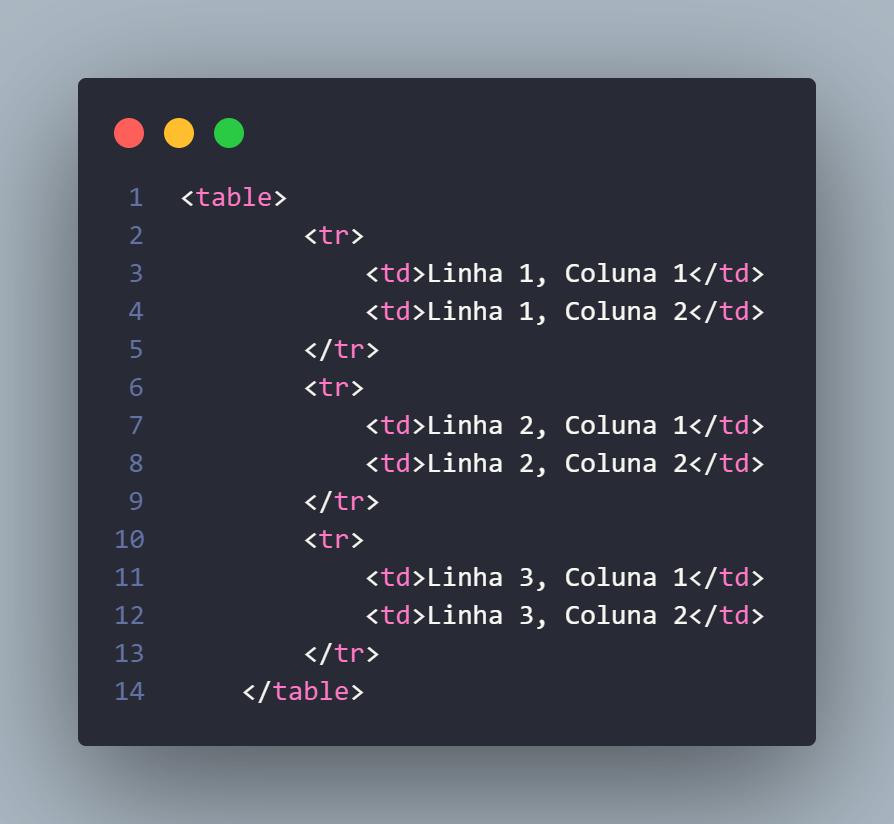 1 <table>
2 <tr>
3 <td>Linha 1, Coluna 1</td>
4 <td>Linha 1, Coluna 2</td>
5 </tr>
6 <tr>
7 <td>Linha 2, Coluna 1</td>
8 <td>Linha 2, Coluna 2</td>
9 </tr>
10 <tr>
11 <td>Linha 3, Coluna 1</td>
12 <td>Linha 3, Coluna 2</td>
13 </tr>
14 </table>